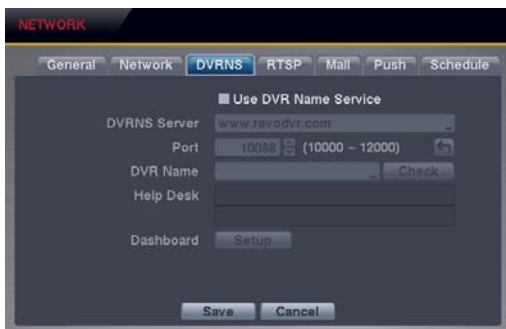 NETWORK
General Network DVRNS RTSP Mail Push Schedule
Use DVR Name Service
DVRNS Server www.revodvr.com
Port 10088 (10000 ~ 12000)
DVR Name Check
Help Desk
Dashboard Setup
Save Cancel